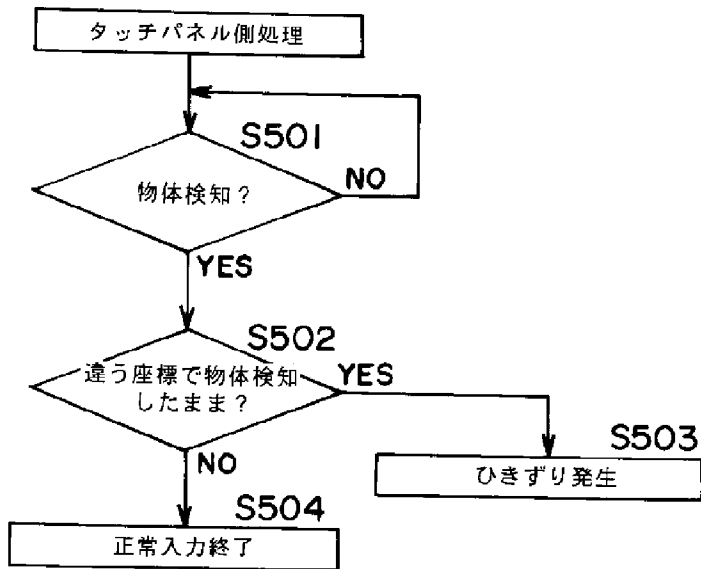 タッチパネル側処理
S501
物体検知?
NO
YES
S502
違う座標で物体検知
したまま?
YES
NO
S503
ひきずり発生
S504
正常入力終了